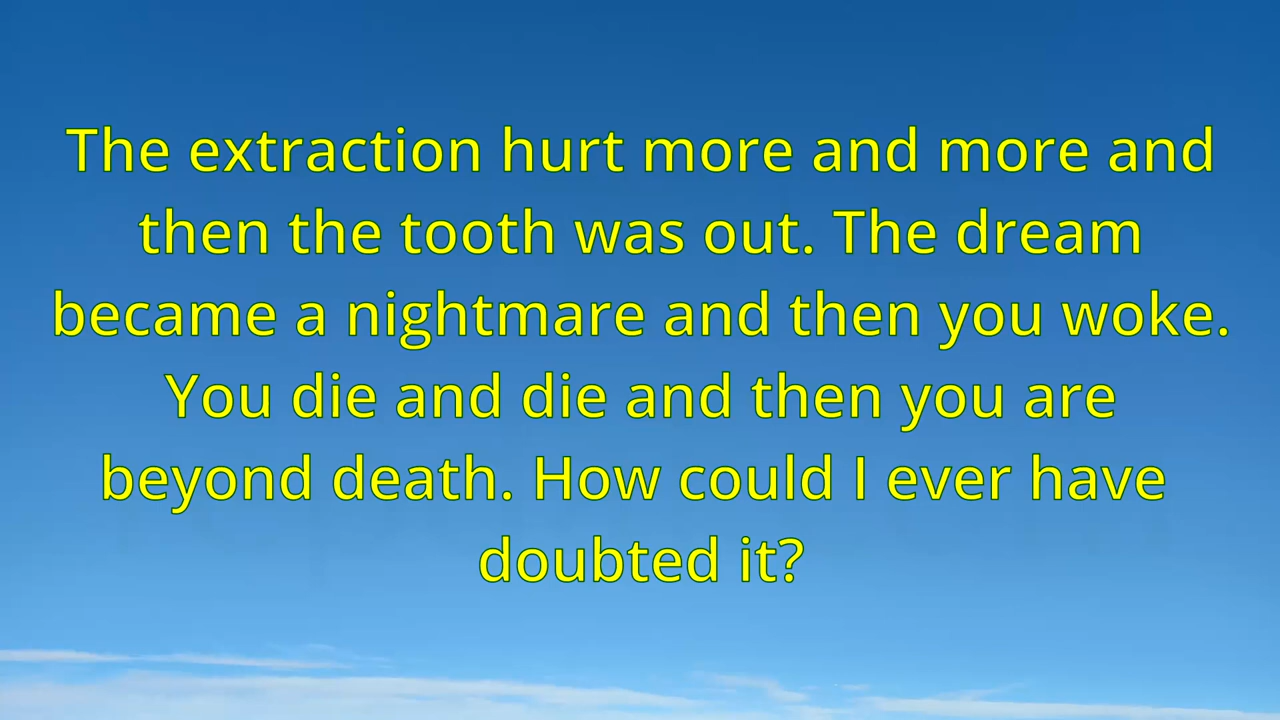 The extraction hurt more and more and
then the tooth was out. The dream
became a nightmare and then you woke.
You die and die and then you are
beyond death. How could I ever have
doubted it?